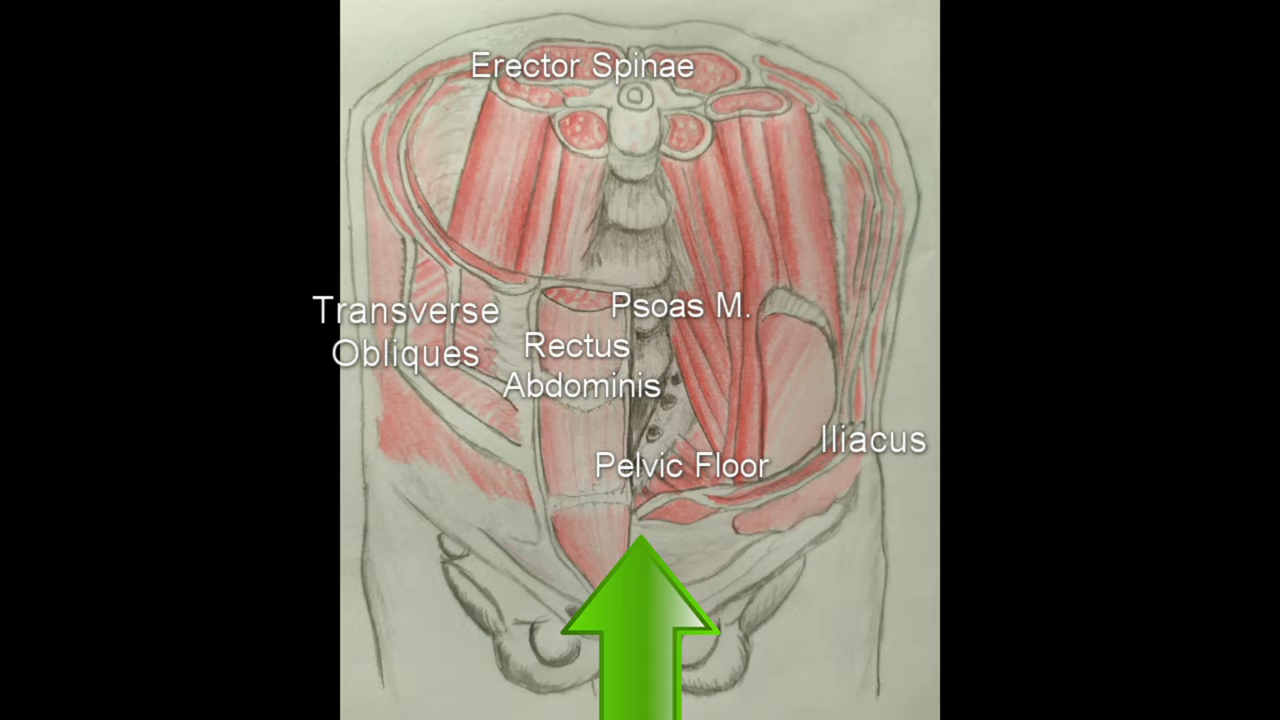 Erector Spinae
Transverse
Obliques
Psoas M.
Rectus
Abdominis
Iliacus
Pelvic Floor